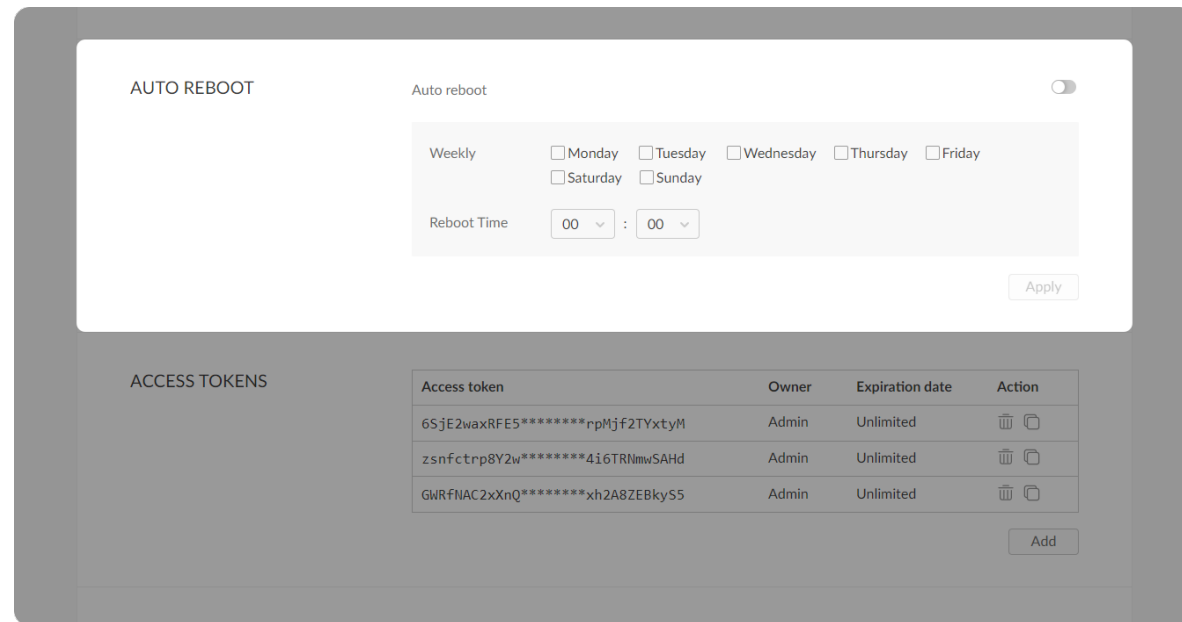 AUTO REBOOT
Auto reboot
Weekly Monday Tuesday Wednesday Thursday Friday
Saturday Sunday
Reboot Time 00 : 00
Apply
ACCESS TOKENS
Access token Owner Expiration date Action
6SjE2waxRFE5********rpMjf2TYxtyM Admin Unlimited
zsnfctrp8Y2w********4i6TRNmwSAHd Admin Unlimited
GWRfNAC2xXnQ********xh2A8ZEBkyS5 Admin Unlimited
Add